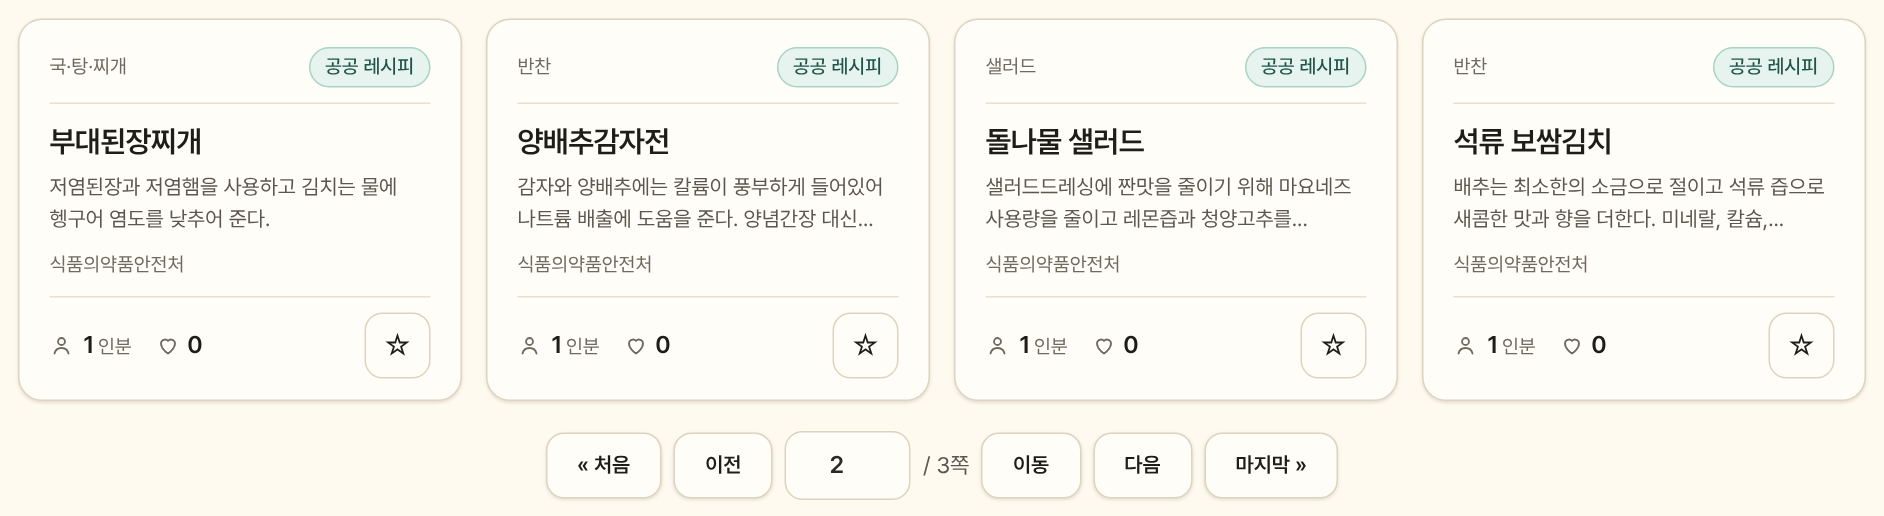 국·탕·찌개
공공 레시피
부대된장찌개
저염된장과 저염햄을 사용하고 김치는 물에
헹구어 염도를 낮추어 준다.
식품의약품안전처
1인분 0
반찬
공공 레시피
양배추감자전
감자와 양배추에는 칼륨이 풍부하게 들어있어
나트륨 배출에 도움을 준다. 양념간장 대신...
식품의약품안전처
1인분 0
샐러드
공공 레시피
돌나물 샐러드
샐러드드레싱에 짠맛을 줄이기 위해 마요네즈
사용량을 줄이고 레몬즙과 청양고추를...
식품의약품안전처
1인분 0
반찬
공공 레시피
석류 보쌈김치
배추는 최소한의 소금으로 절이고 석류 즙으로
새콤한 맛과 향을 더한다. 미네랄, 칼슘,...
식품의약품안전처
1인분 0
« 처음 이전 2 / 3쪽 이동 다음 마지막 »